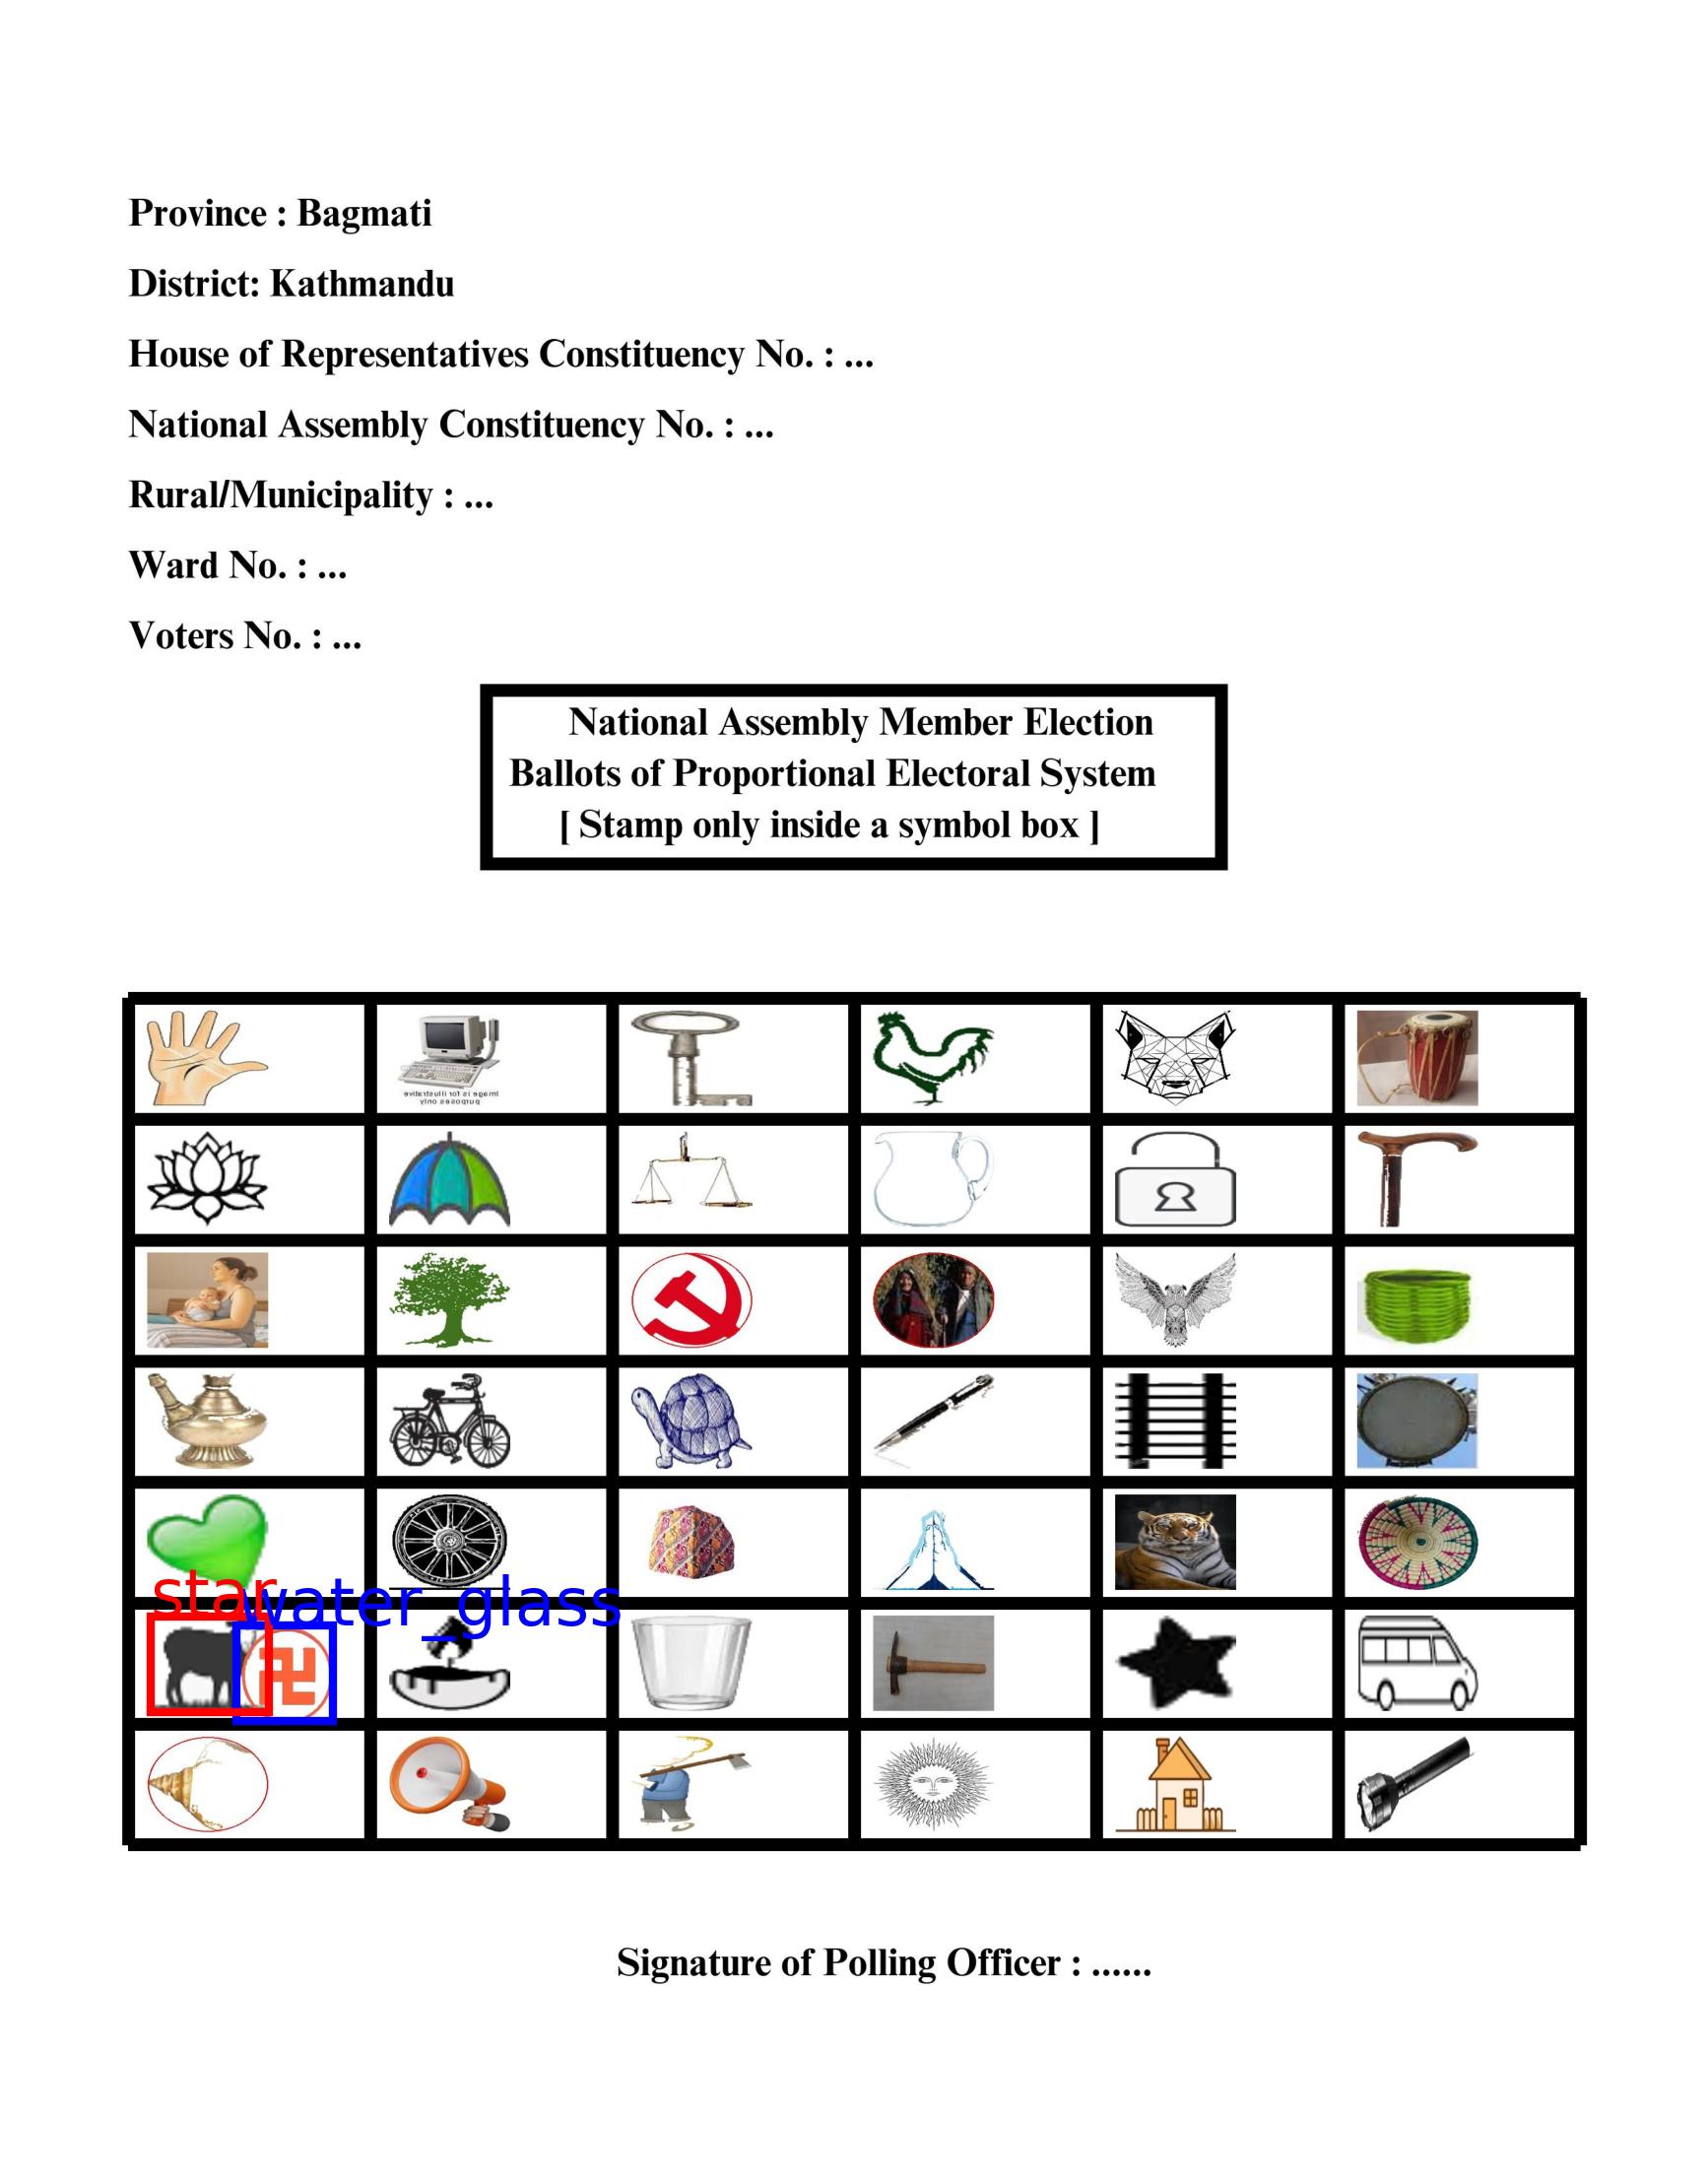 Province : Bagmati
District: Kathmandu
House of Representatives Constituency No. : ...
National Assembly Constituency No. : ...
Rural/Municipality : ...
Ward No. : ...
Voters No. : ...
National Assembly Member Election
Ballots of Proportional Electoral System
[ Stamp only inside a symbol box ]
Image is for illustrative
purposes only
star
water_glass
Signature of Polling Officer : ......